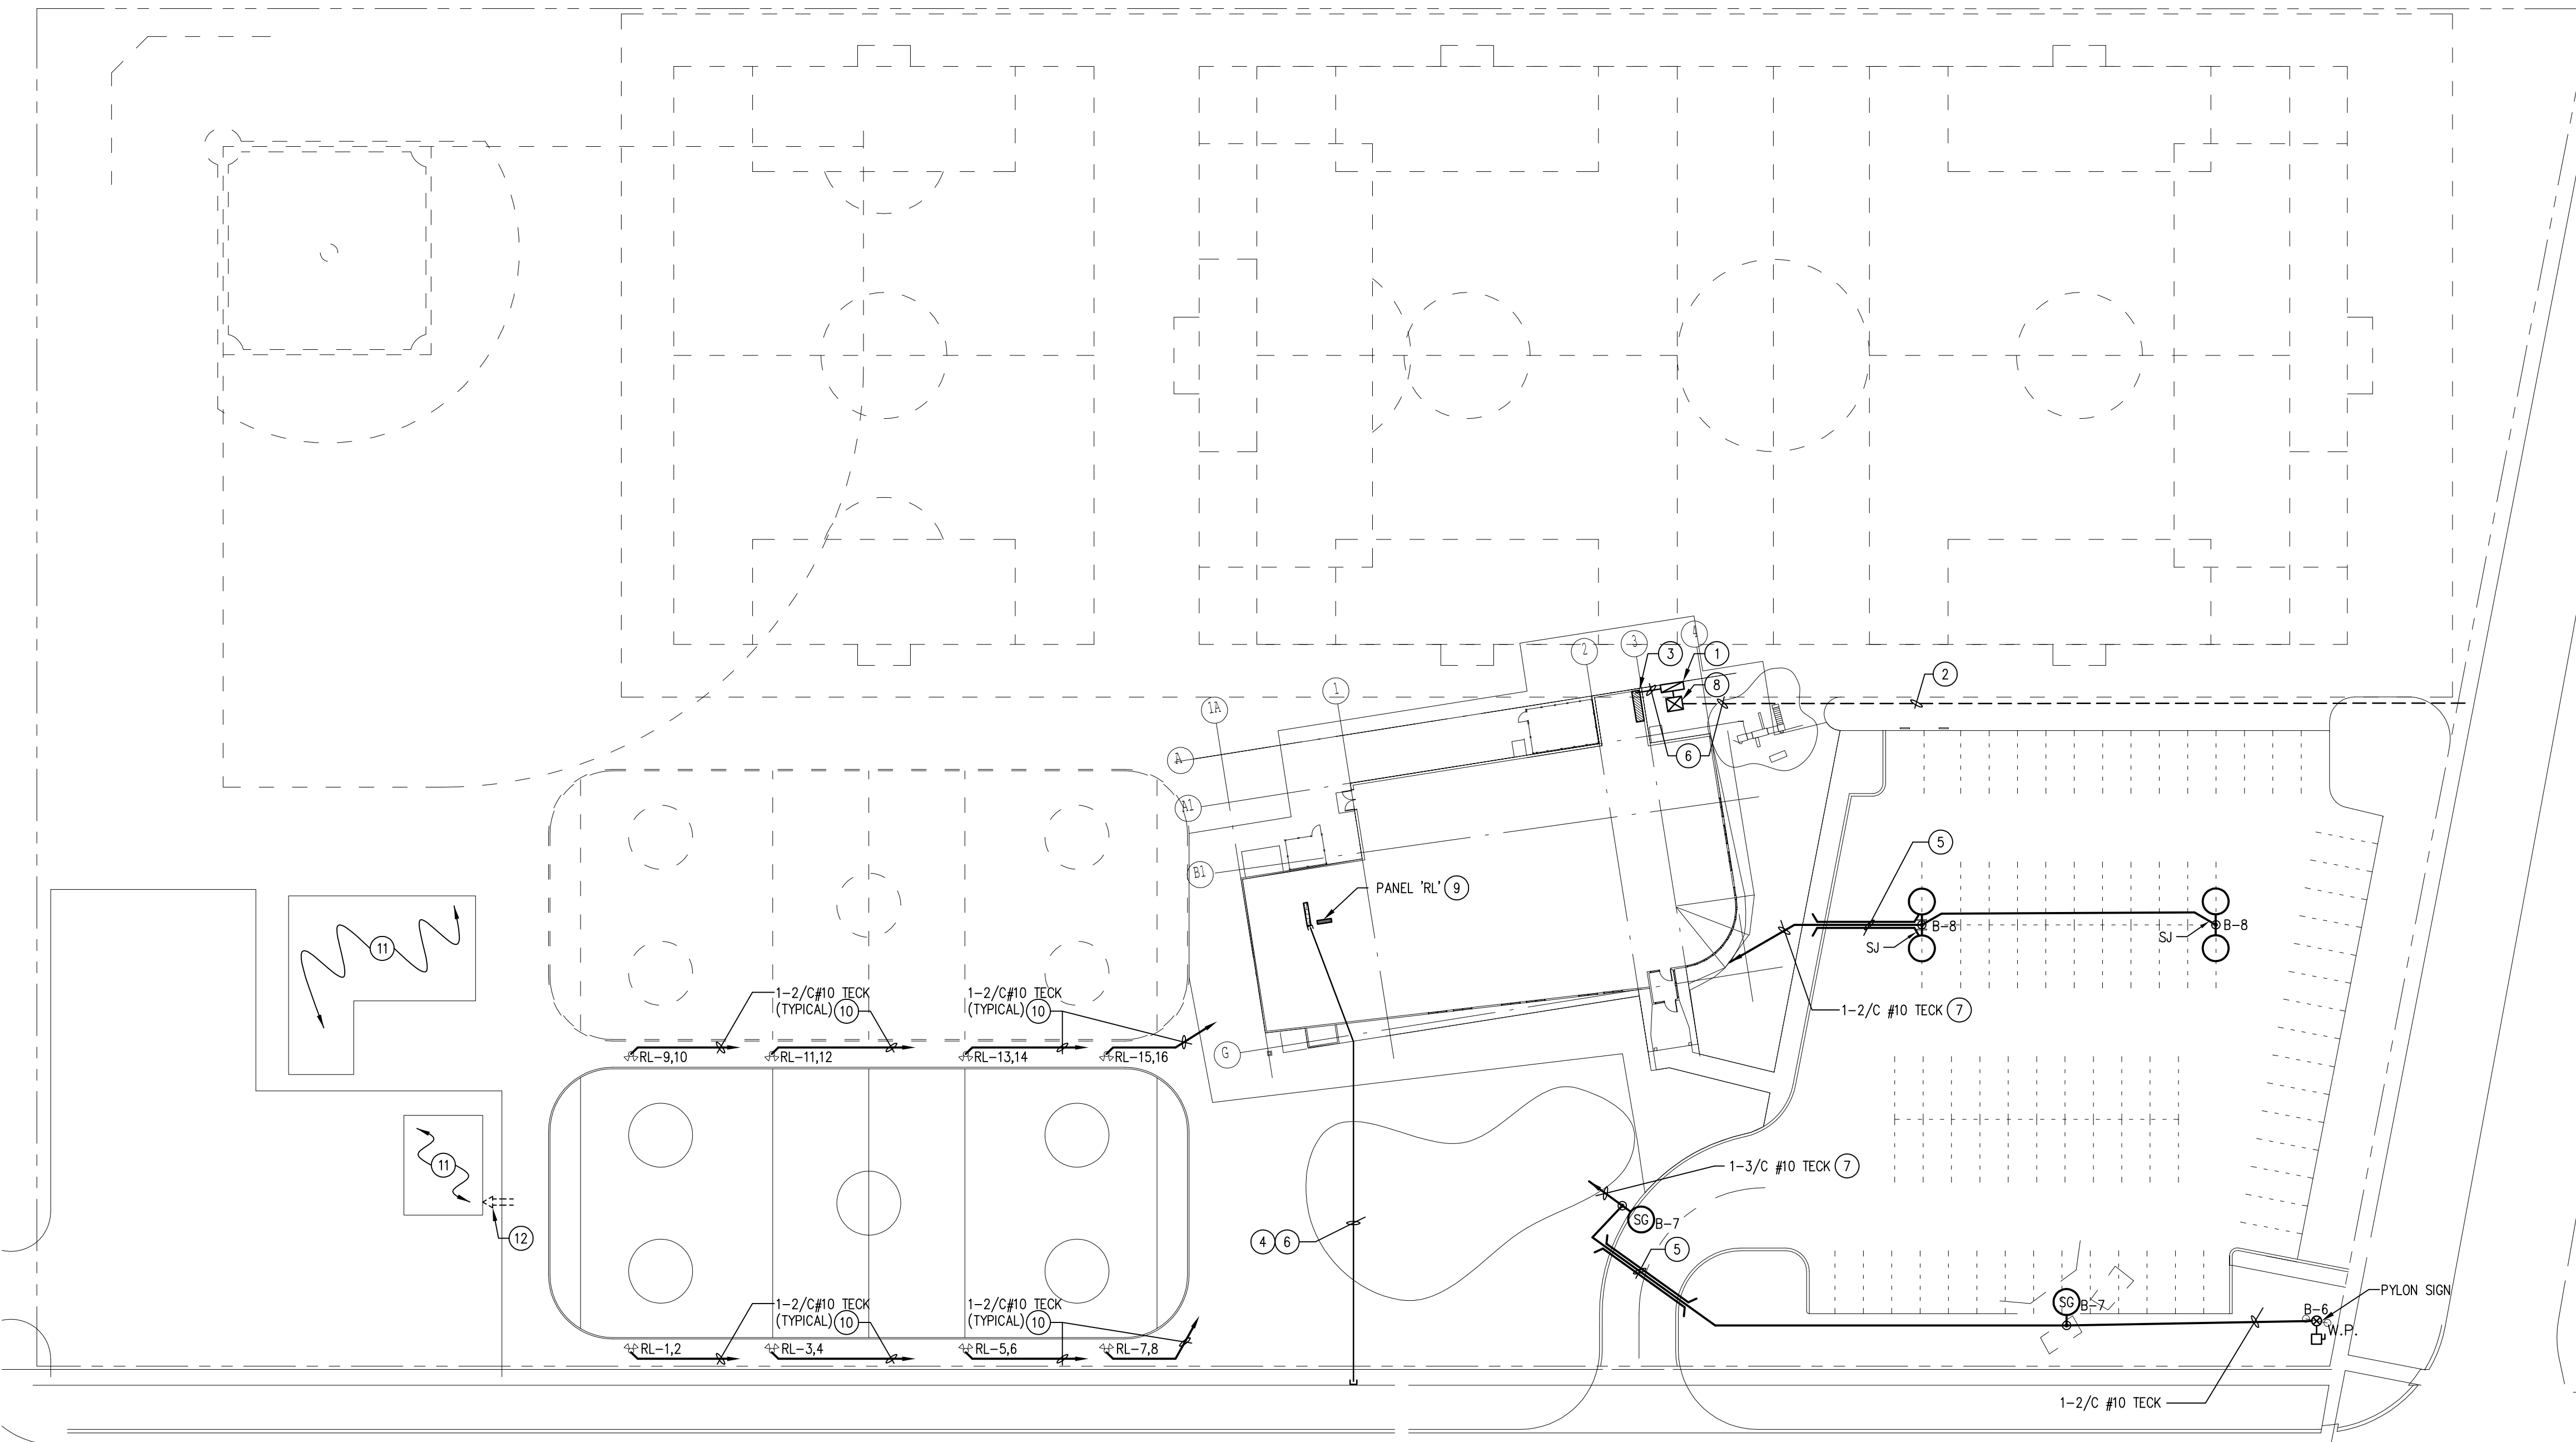 4
3
2
3
1
8
2
1
1A
6
A
A1
5
B1
PANEL 'RL' 9
B-8
B-8
SJ
SJ
11
1-2/C#10 TECK
(TYPICAL) 10
1-2/C#10 TECK
(TYPICAL) 10
1-2/C #10 TECK 7
RL-9,10
RL-11,12
RL-13,14
RL-15,16
G
11
1-3/C #10 TECK 7
SG B-7
12
4 6
5
1-2/C#10 TECK
(TYPICAL) 10
1-2/C#10 TECK
(TYPICAL) 10
SG B-7
PYLON SIGN
B-6
W.P.
RL-1,2
RL-3,4
RL-5,6
RL-7,8
1-2/C #10 TECK